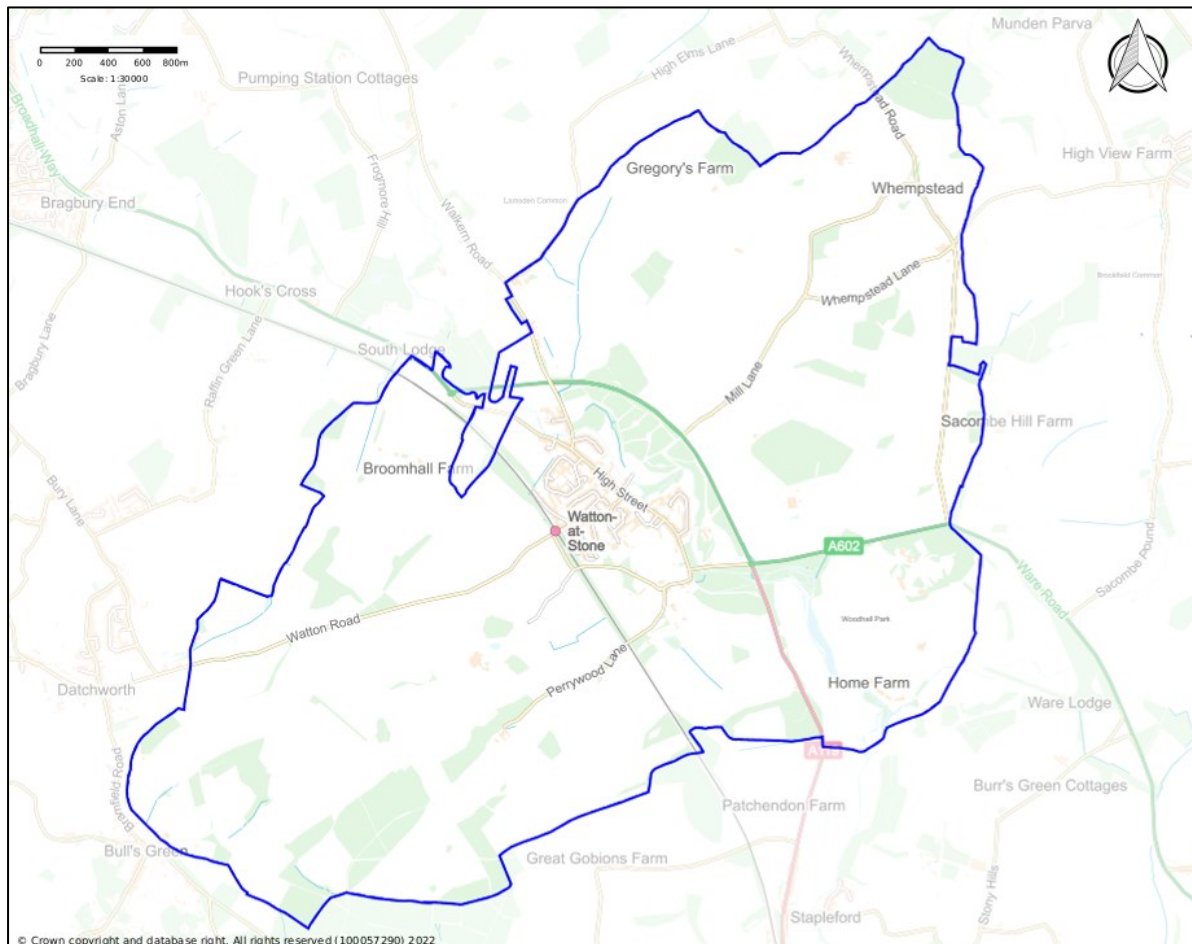 Munden Parva
High Elms Lane
Whempstead Road
0 200 400 600 800m
Scale: 1:30000
Pumping Station Cottages
Aston Lane
Broadhall-Way
Frogmore Hill
High View Farm
Gregory's Farm
Whempstead
Bragbury End
Lamsden Common
Walkern Road
Hook's Cross
Whempstead Lane
Brookfield Common
Bragbury Lane
Raffin Green Lane
South Lodge
Mill Lane
Sacombe Hill Farm
Broomhall Farm
High Street
Bury Lane
Watton-
at-
Stone
A602
Sacombe Pound
Ware Road
Woodhall Park
Watton Road
Perrywood Lane
Home Farm
Datchworth
Ware Lodge
Bramfield Road
A119
Burr's Green Cottages
Patchendon Farm
Bull's Green
Great Gobions Farm
Stony Hills
Stapleford
© Crown copyright and database right. All rights reserved (100057290) 2022